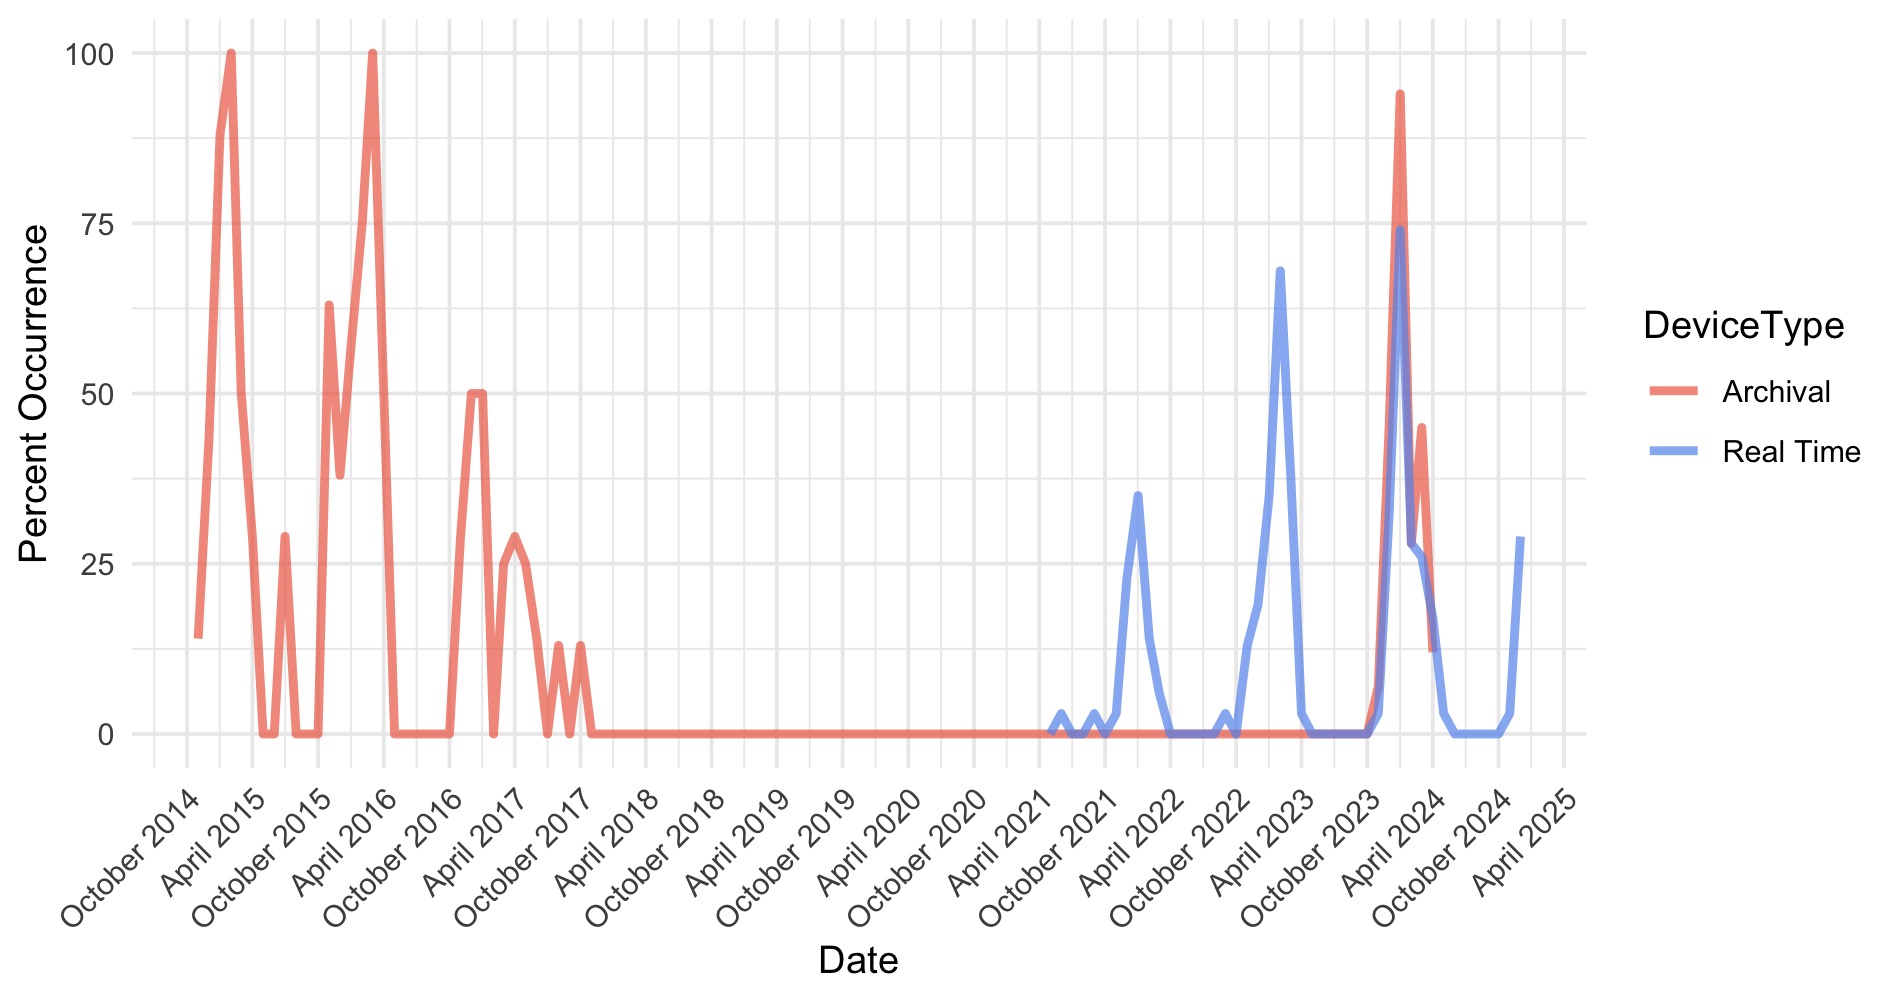 100
75
50
25
0
Percent Occurrence
October 2014
April 2015
October 2015
April 2016
October 2016
April 2017
October 2017
April 2018
October 2018
April 2019
October 2019
April 2020
October 2020
April 2021
October 2021
April 2022
October 2022
April 2023
October 2023
April 2024
October 2024
April 2025
Date
DeviceType
Archival
Real Time